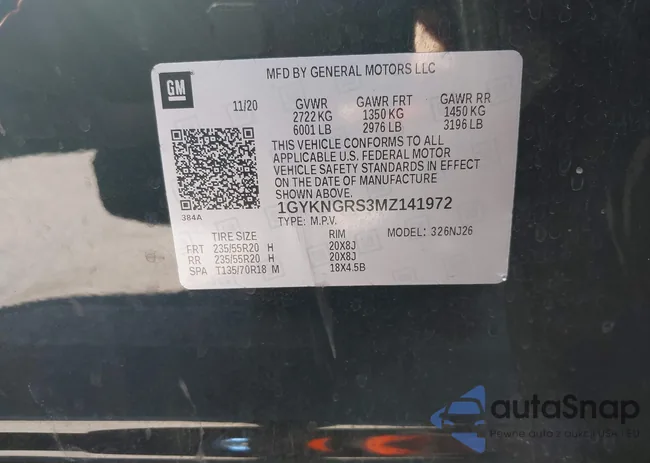 GM
MFD BY GENERAL MOTORS LLC
11/20 GVWR GAWR FRT GAWR RR
2722 KG 1350 KG 1450 KG
6001 LB 2976 LB 3196 LB
THIS VEHICLE CONFORMS TO ALL
APPLICABLE U.S. FEDERAL MOTOR
VEHICLE SAFETY STANDARDS IN EFFECT
ON THE DATE OF MANUFACTURE
SHOWN ABOVE.
384A
1GYKNGRS3MZ141972
TYPE: M.P.V. MODEL: 326NJ26
TIRE SIZE RIM
FRT 235/55R20 H 20X8J
RR 235/55R20 H 20X8J
SPA T135/70R18 M 18X4.5B
autaSnap
Pewne auta z